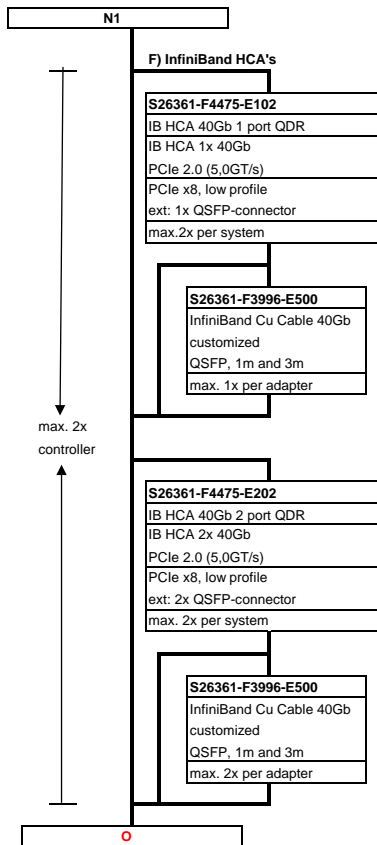 N1
F) InfiniBand HCA's
S26361-F4475-E102
IB HCA 40Gb 1 port QDR
IB HCA 1x 40Gb
PCIe 2.0 (5,0GT/s)
PCIe x8, low profile
ext: 1x QSFP-connector
max.2x per system
S26361-F3996-E500
InfiniBand Cu Cable 40Gb
customized
QSFP, 1m and 3m
max. 1x per adapter
max. 2x
controller
S26361-F4475-E202
IB HCA 40Gb 2 port QDR
IB HCA 2x 40Gb
PCIe 2.0 (5,0GT/s)
PCIe x8, low profile
ext: 2x QSFP-connector
max. 2x per system
S26361-F3996-E500
InfiniBand Cu Cable 40Gb
customized
QSFP, 1m and 3m
max. 2x per adapter
O